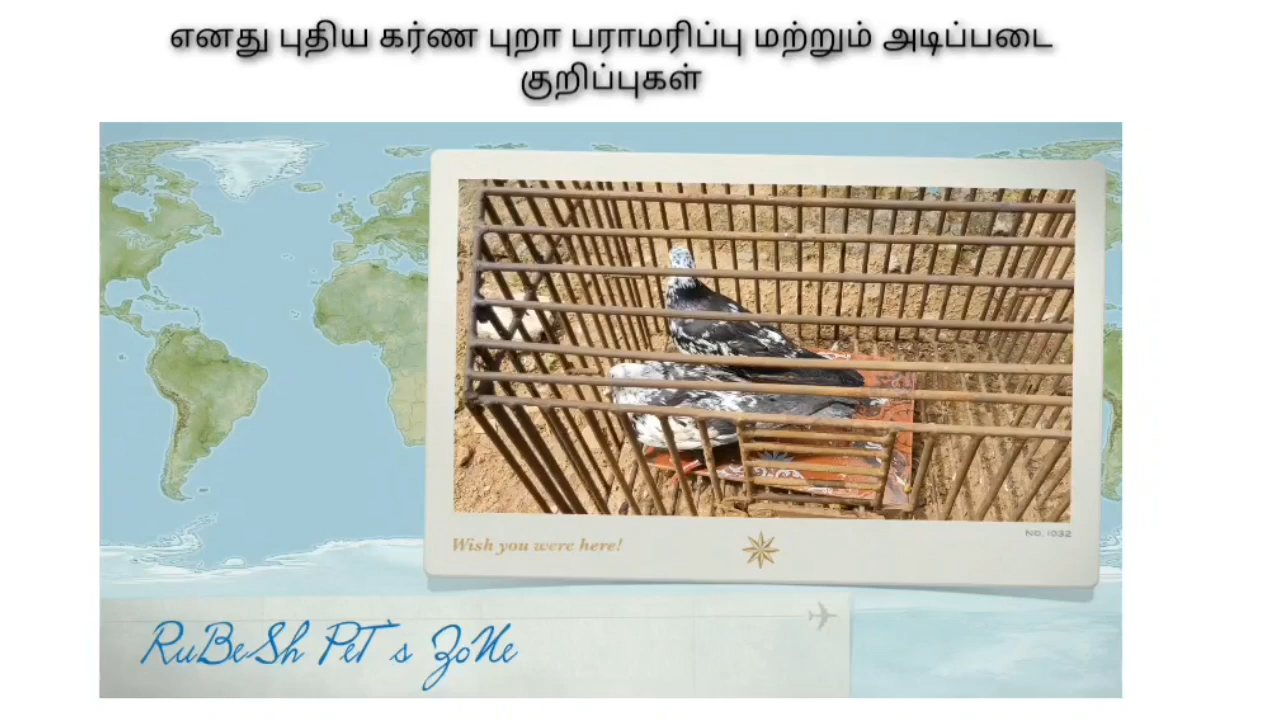 எனது புதிய கர்ண புறா பராமரிப்பு மற்றும் அடிப்படை
குறிப்புகள்
Wish you were here!
NO. 1032
RuBeSh PeT's ZoNe